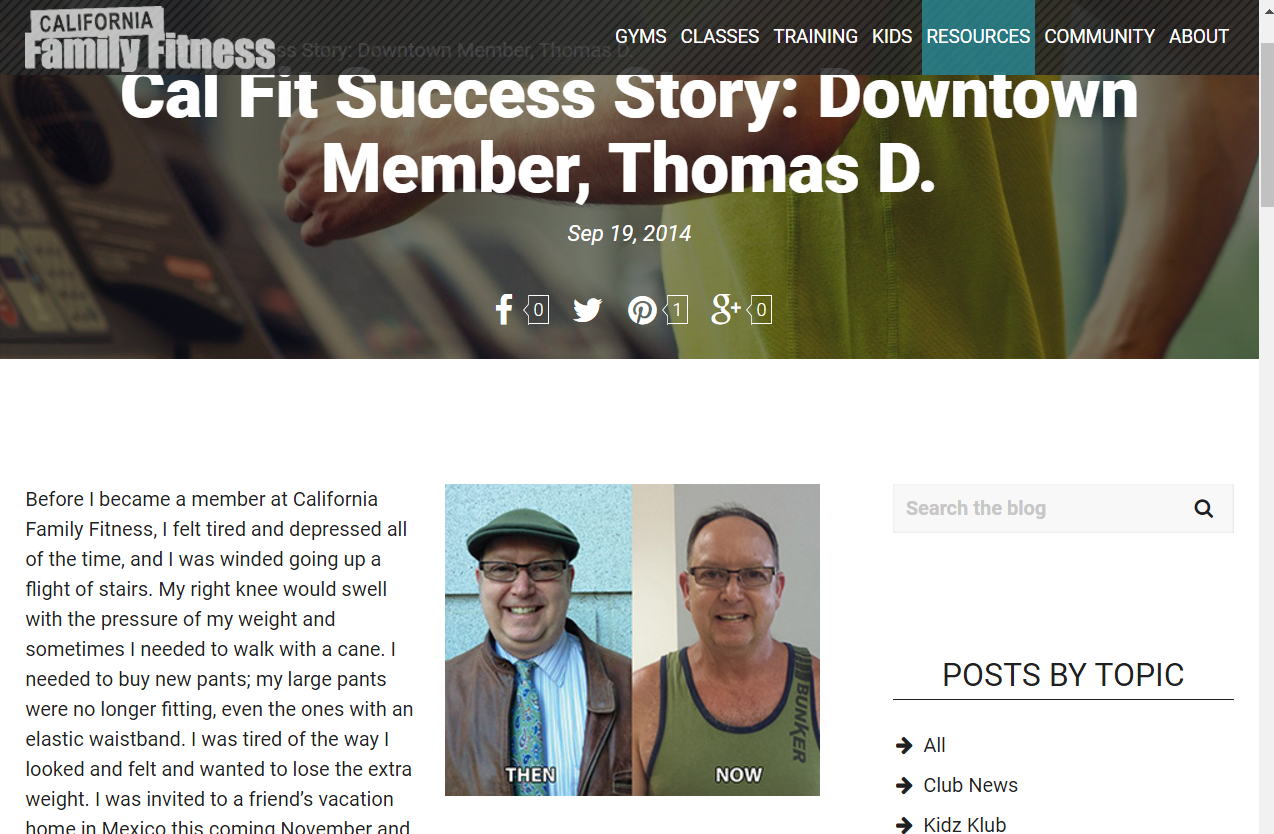 CALIFORNIA
Family Fitness
GYMS CLASSES TRAINING KIDS RESOURCES COMMUNITY ABOUT
ss Story: Downtown Member, Thomas D.
Cal Fit Success Story: Downtown
Member, Thomas D.
Sep 19, 2014
0 1 0
Before I became a member at California
Family Fitness, I felt tired and depressed all
of the time, and I was winded going up a
flight of stairs. My right knee would swell
with the pressure of my weight and
sometimes I needed to walk with a cane. I
needed to buy new pants; my large pants
were no longer fitting, even the ones with an
elastic waistband. I was tired of the way I
looked and felt and wanted to lose the extra
weight. I was invited to a friend’s vacation
home in Mexico this coming November and
BUNKER
THEN NOW
Search the blog
POSTS BY TOPIC
All
Club News
Kidz Klub